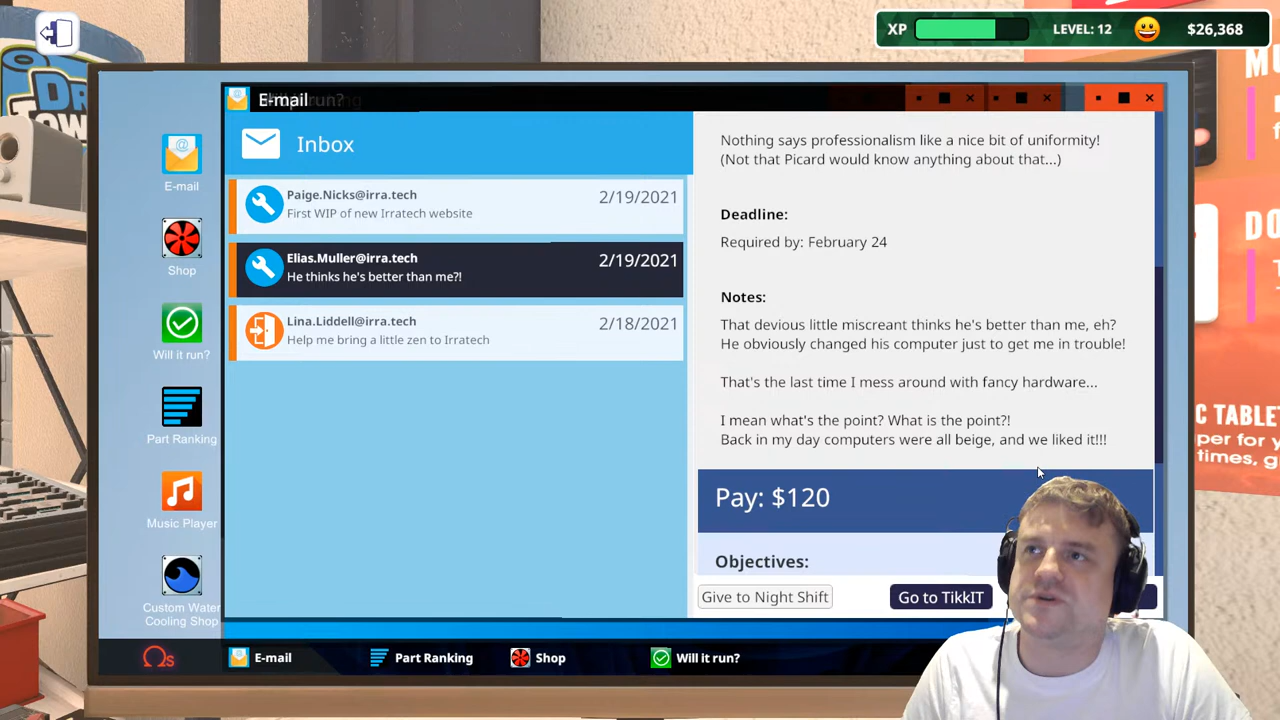 XP
LEVEL: 12
$26,368
E-mail
Inbox
Paige.Nicks@irra.tech
2/19/2021
First WIP of new Irratech website
Elias.Muller@irra.tech
2/19/2021
He thinks he's better than me?!
Lina.Liddell@irra.tech
2/18/2021
Help me bring a little zen to Irratech
Nothing says professionalism like a nice bit of uniformity!
(Not that Picard would know anything about that...)
Deadline:
Required by: February 24
Notes:
That devious little miscreant thinks he's better than me, eh?
He obviously changed his computer just to get me in trouble!
That's the last time I mess around with fancy hardware...
I mean what's the point? What is the point?!
Back in my day computers were all beige, and we liked it!!!
Pay: $120
Objectives:
Give to Night Shift
Go to TikkIT
E-mail
Shop
Will it run?
Part Ranking
Music Player
Custom Water
Cooling Shop
E-mail
Part Ranking
Shop
Will it run?
C TABLET